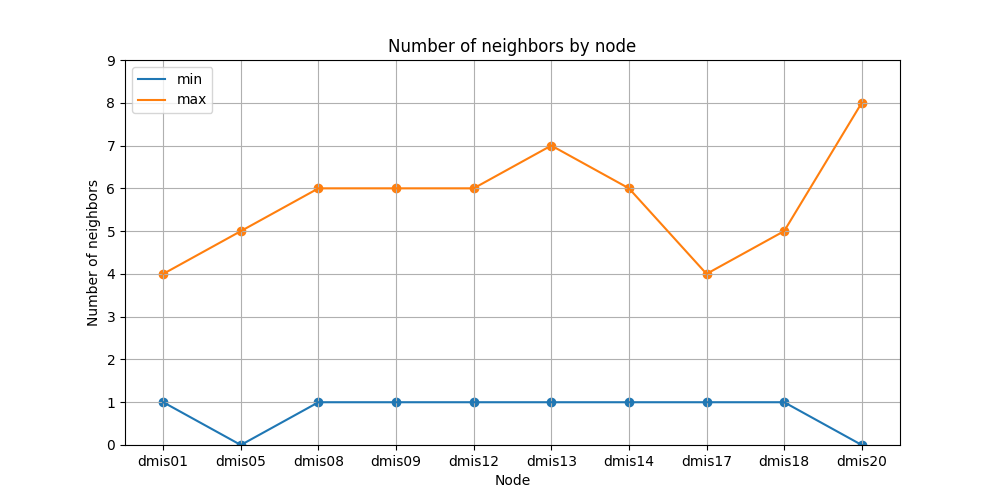 Number of neighbors by node
min
max
Number of neighbors
9
8
7
6
5
4
3
2
1
0
dmis01 dmis05 dmis08 dmis09 dmis12 dmis13 dmis14 dmis17 dmis18 dmis20
Node